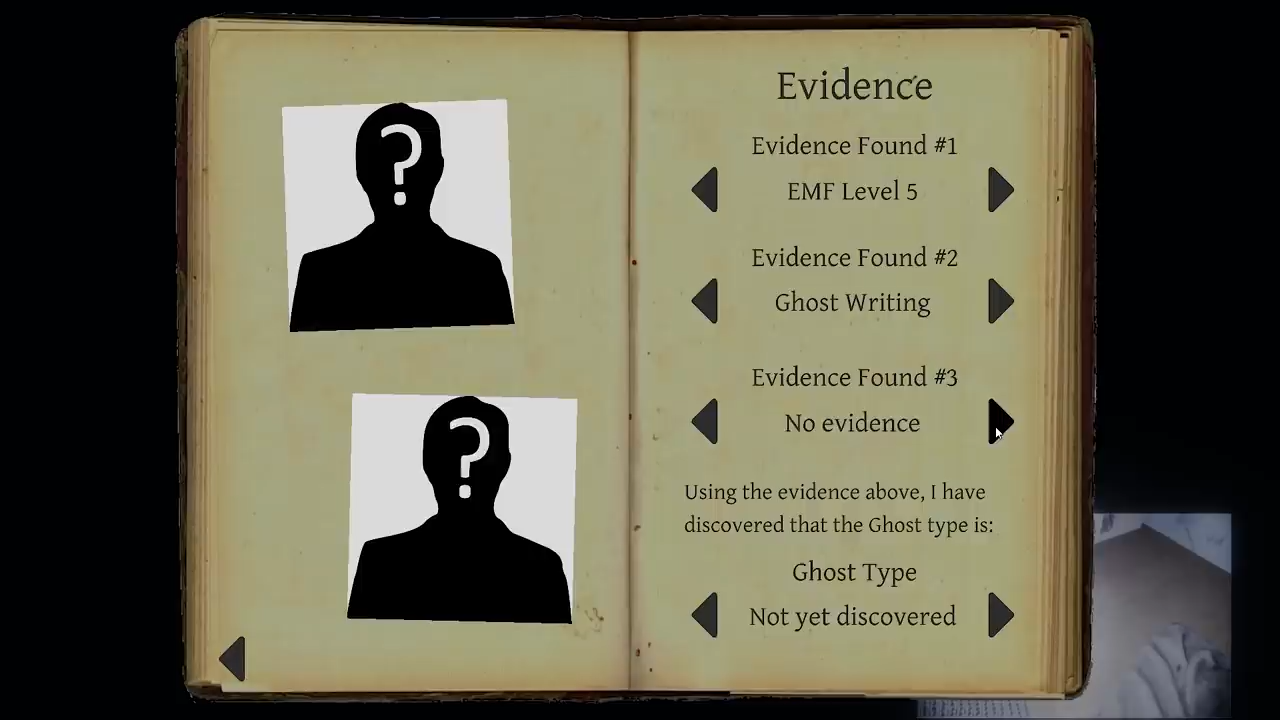 ?
?
Evidence
Evidence Found #1
EMF Level 5
Evidence Found #2
Ghost Writing
Evidence Found #3
No evidence
Using the evidence above, I have
discovered that the Ghost type is:
Ghost Type
Not yet discovered